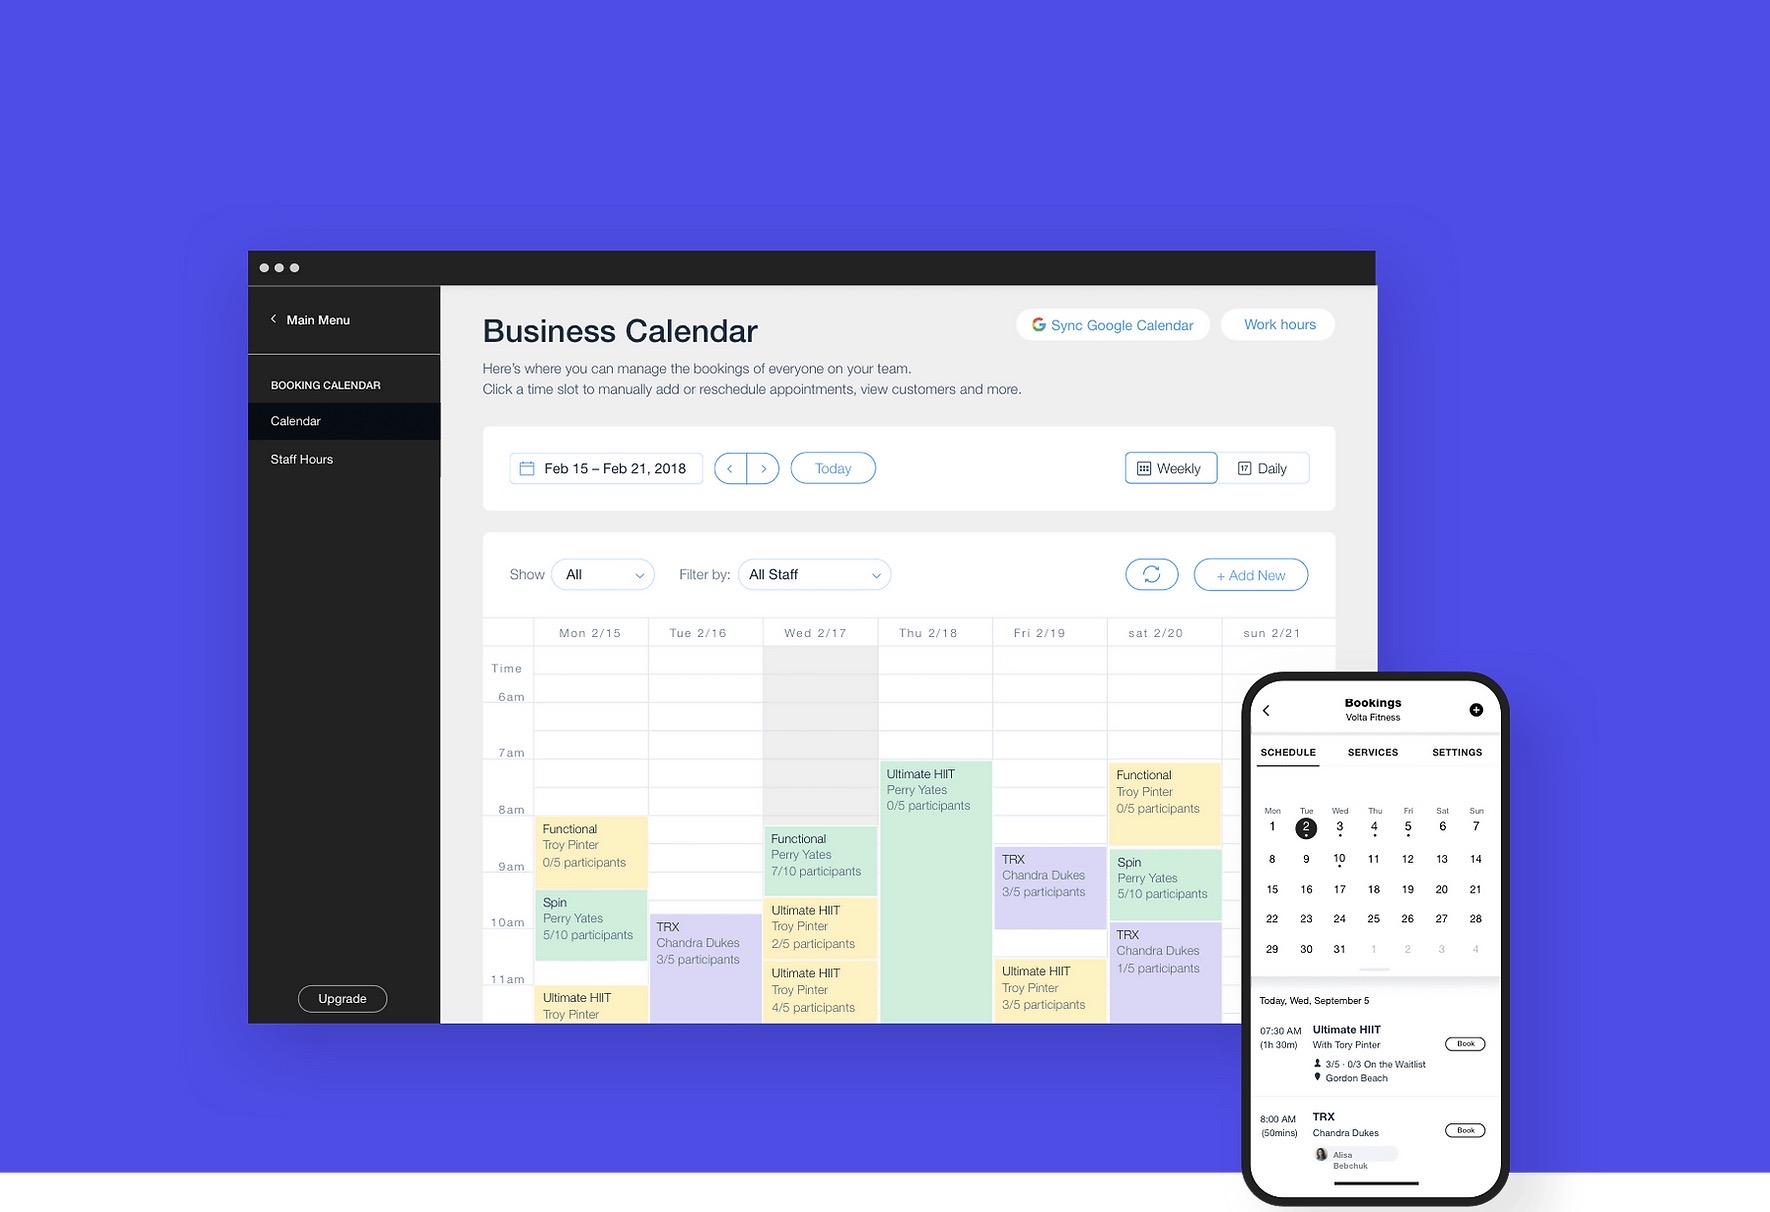 Main Menu
BOOKING CALENDAR
Calendar
Staff Hours
Upgrade
Business Calendar
Sync Google Calendar
Work hours
Here's where you can manage the bookings of everyone on your team.
Click a time slot to manually add or reschedule appointments, view customers and more.
Feb 15 – Feb 21, 2018
Today
Weekly
17 Daily
Show All
Filter by: All Staff
+ Add New
Mon 2/15 Tue 2/16 Wed 2/17 Thu 2/18 Fri 2/19 sat 2/20 sun 2/21
Time
6am
7am
8am
9am
10am
11am
Functional
Troy Pinter
0/5 participants
Spin
Perry Yates
5/10 participants
Ultimate HIIT
Troy Pinter
TRX
Chandra Dukes
3/5 participants
Functional
Perry Yates
7/10 participants
Ultimate HIIT
Troy Pinter
2/5 participants
Ultimate HIIT
Troy Pinter
4/5 participants
Ultimate HIIT
Perry Yates
0/5 participants
TRX
Chandra Dukes
3/5 participants
Ultimate HIIT
Troy Pinter
3/5 participants
Functional
Troy Pinter
0/5 participants
Spin
Perry Yates
5/10 participants
TRX
Chandra Dukes
1/5 participants
Bookings
Volta Fitness
SCHEDULE SERVICES SETTINGS
Mon Tue Wed Thu Fri Sat Sun
1 2 3 4 5 6 7
8 9 10 11 12 13 14
15 16 17 18 19 20 21
22 23 24 25 26 27 28
29 30 31 1 2 3 4
Today, Wed, September 5
07:30 AM Ultimate HIIT
(1h 30m) With Tory Pinter
Book
3/5 · 0/3 On the Waitlist
Gordon Beach
8:00 AM TRX
(50mins) Chandra Dukes
Book
Alisa
Bebchuk